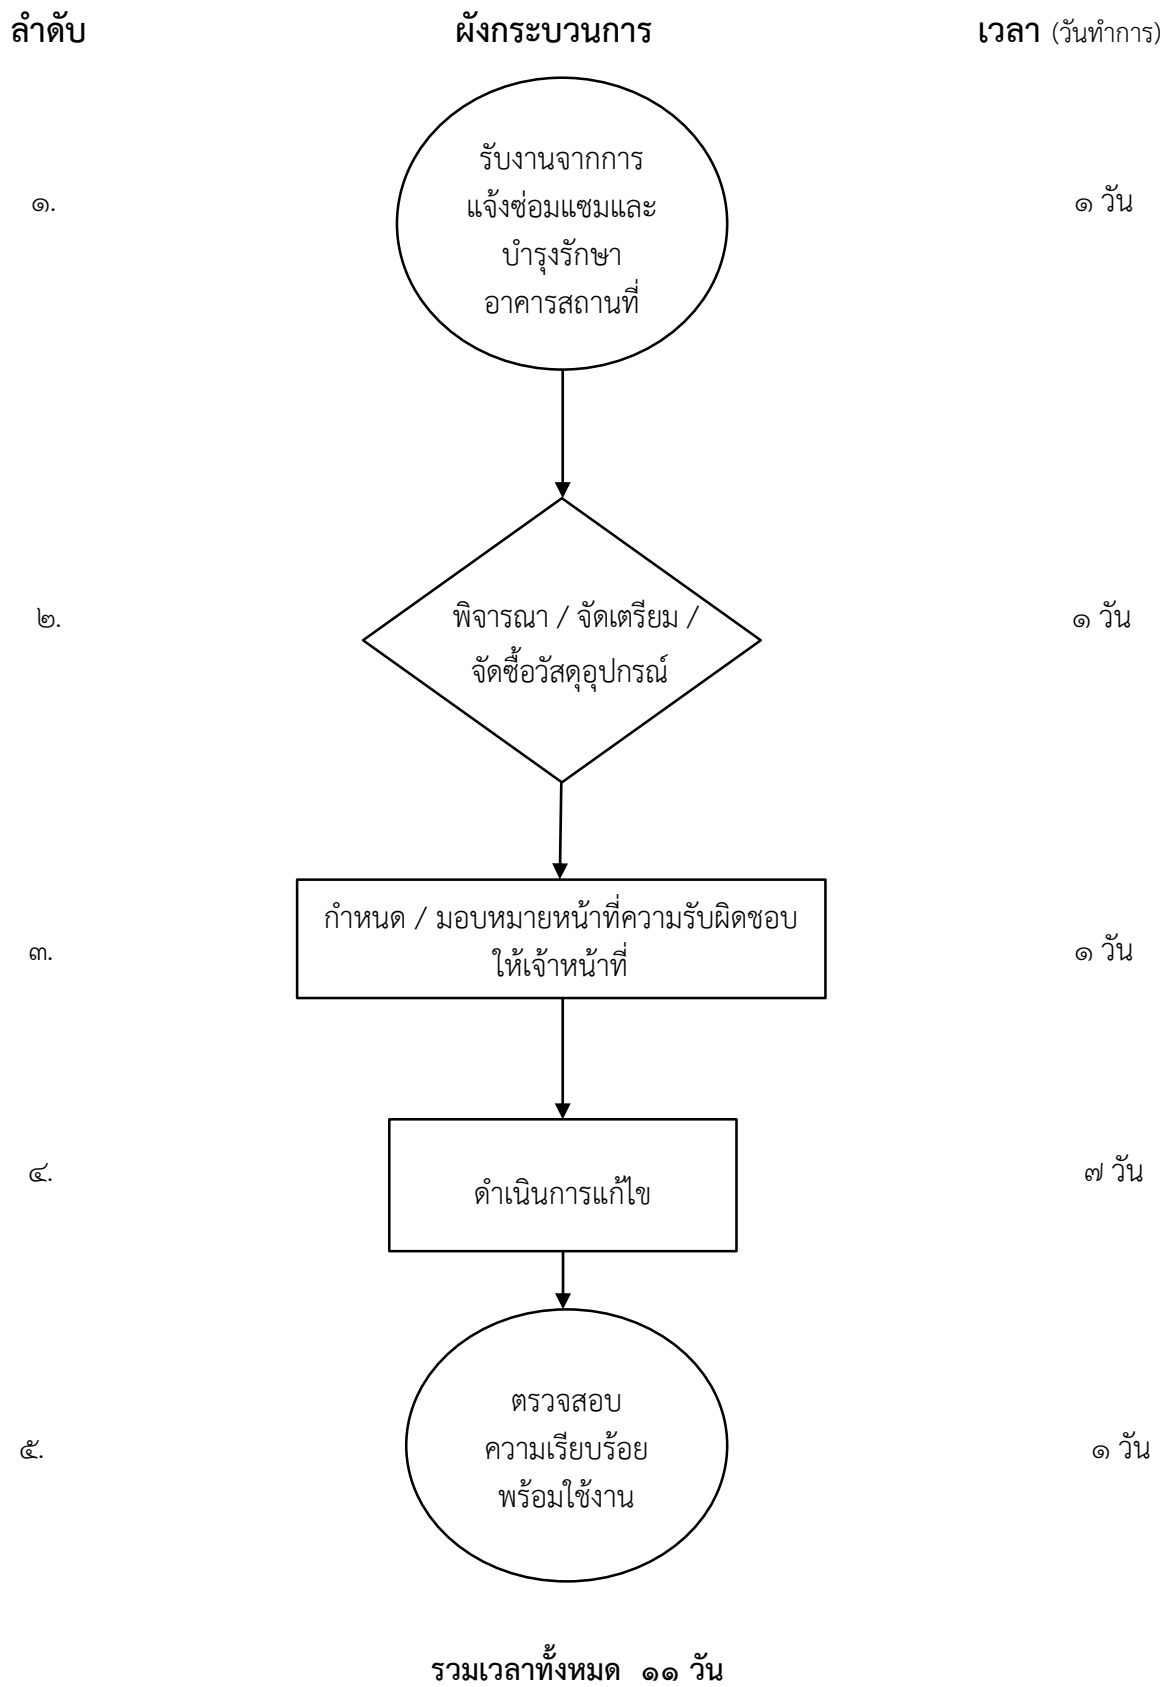 ลำดับ ผังกระบวนการ เวลา (วันทำการ)
รับงานจากการ
๑. แจ้งซ่อมแซมและ ๑ วัน
บำรุงรักษา
อาคารสถานที่
๒. พิจารณา / จัดเตรียม / ๑ วัน
จัดซื้อวัสดุอุปกรณ์
กำหนด / มอบหมายหน้าที่ความรับผิดชอบ
๓. ให้เจ้าหน้าที่ ๑ วัน
๔. ดำเนินการแก้ไข ๗ วัน
ตรวจสอบ
๕. ความเรียบร้อย ๑ วัน
พร้อมใช้งาน
รวมเวลาทั้งหมด ๑๑ วัน